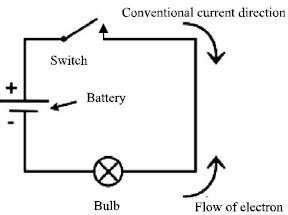 Conventional current direction
Switch
+
Battery
-
Bulb
Flow of electron